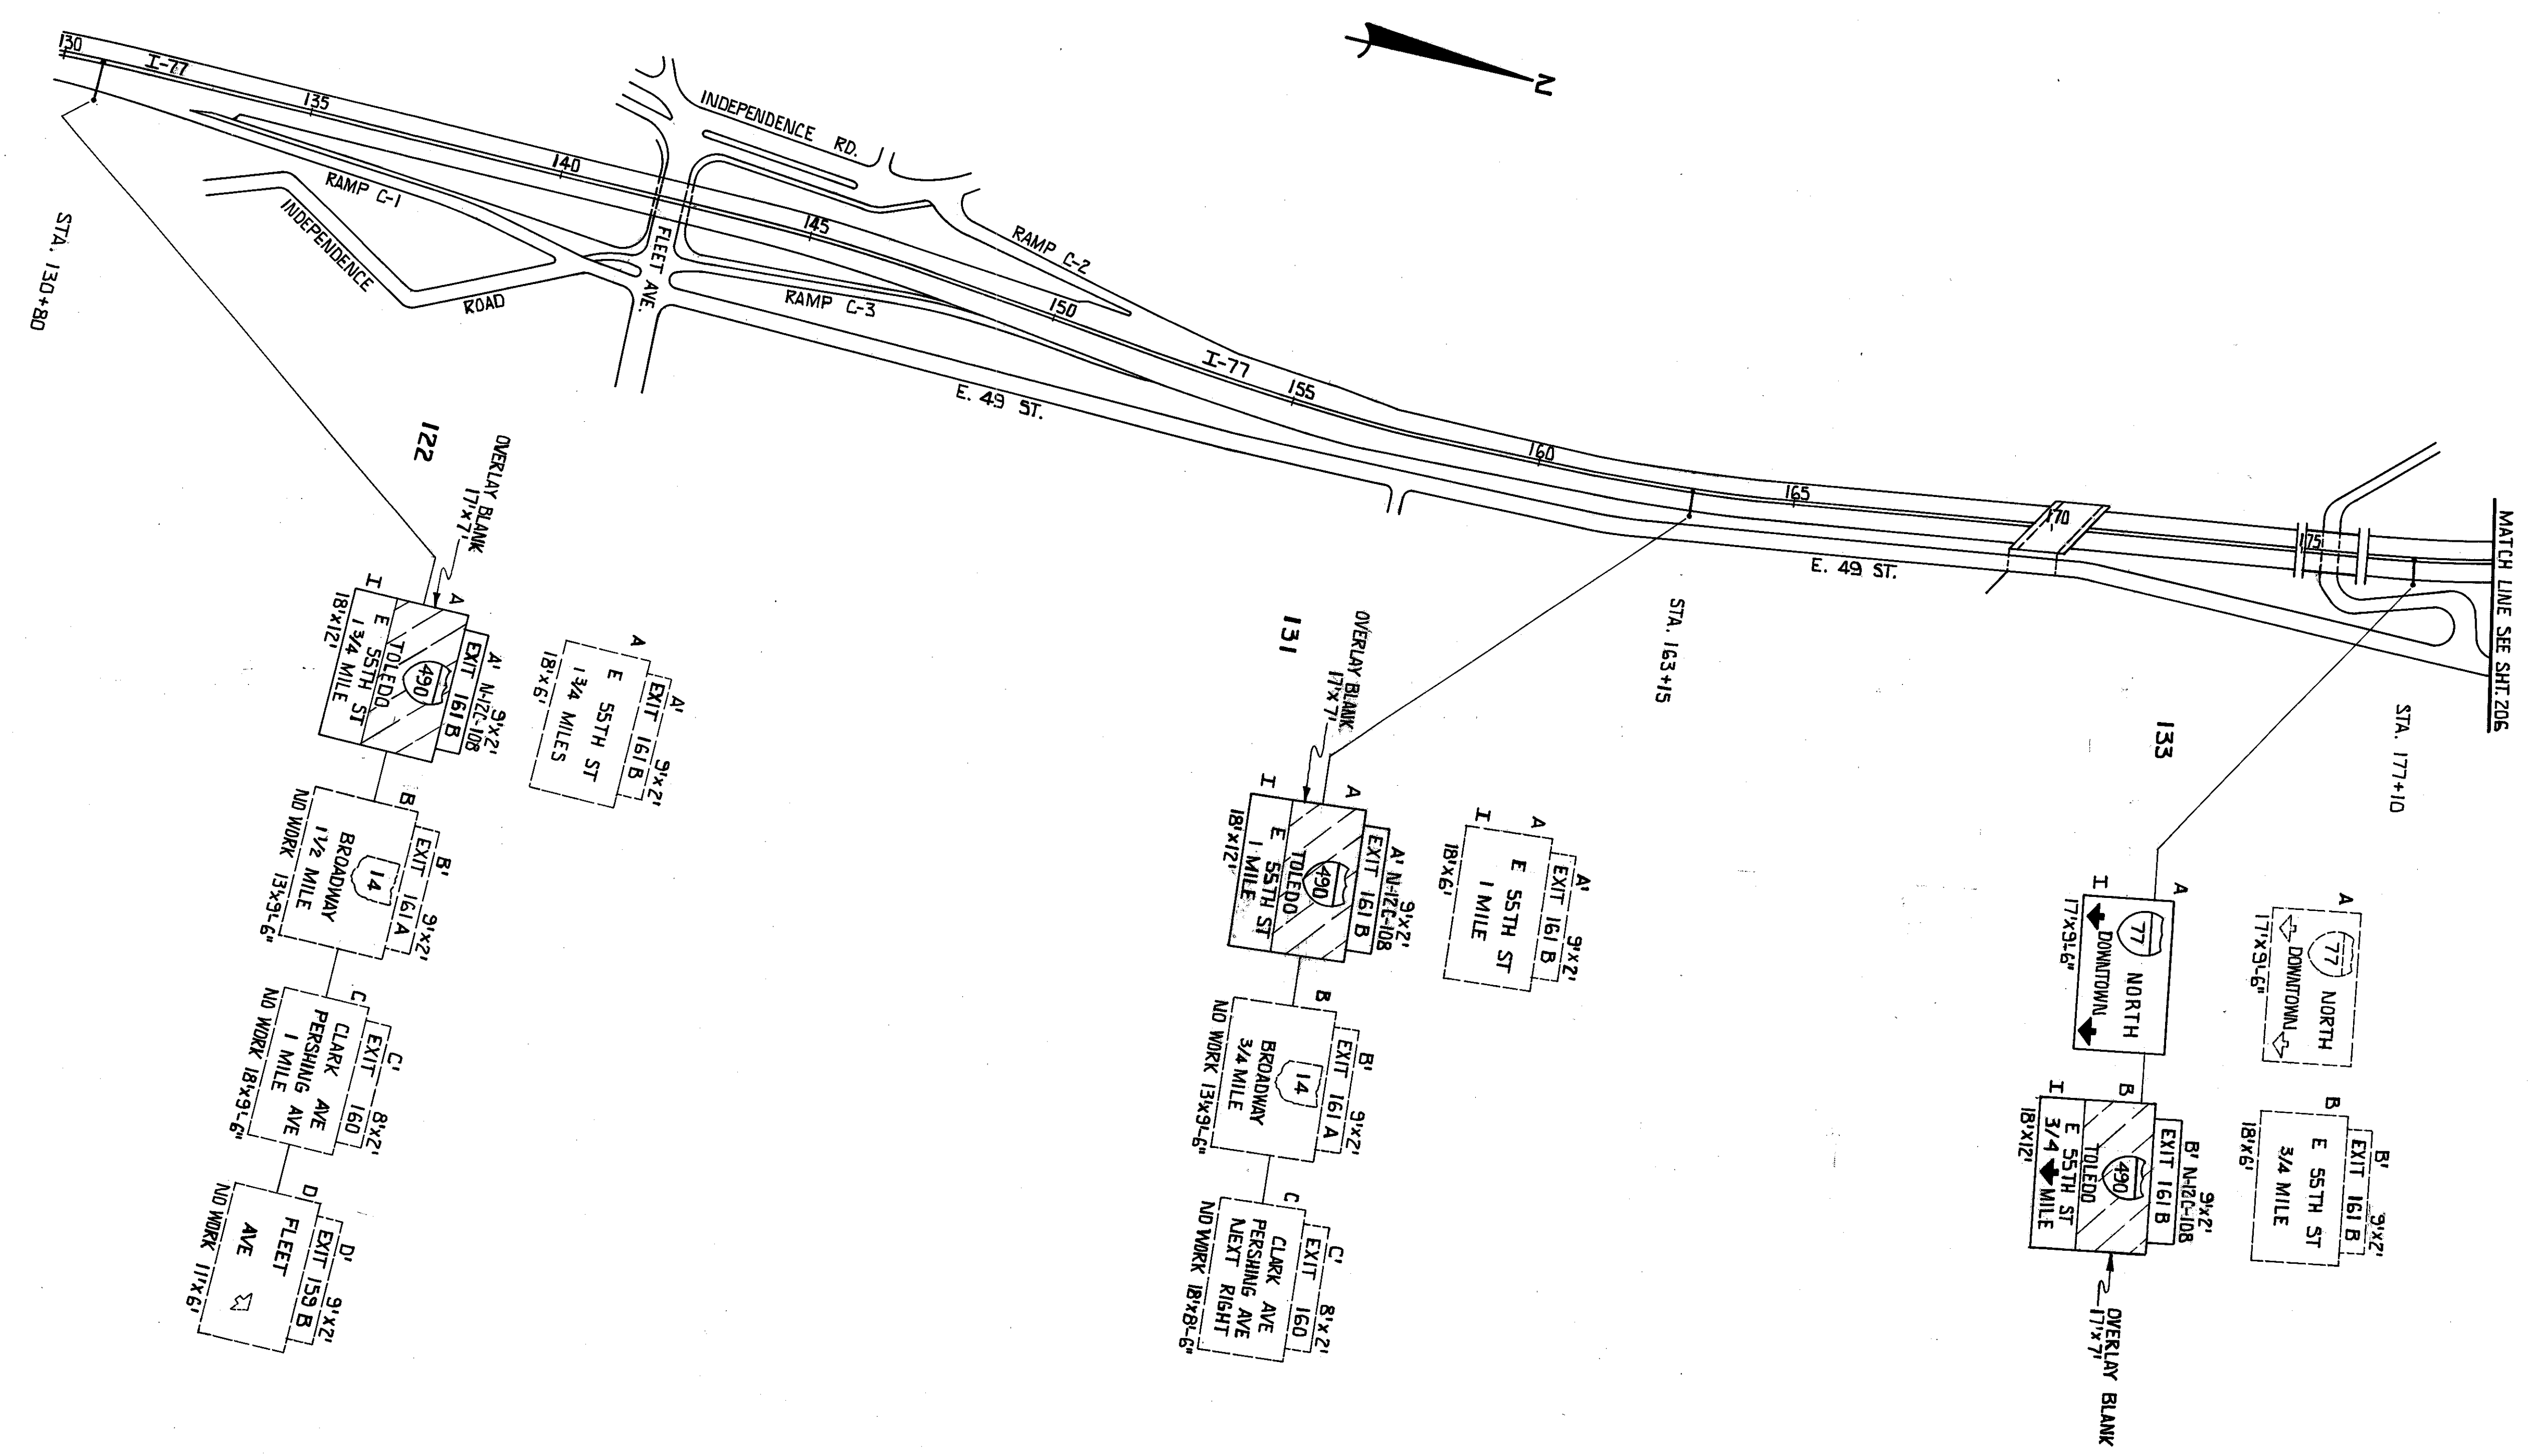 N
130
I-77
135
140
145
150
I-77
155
160
165
170
175
INDEPENDENCE RD.
RAMP C-1
INDEPENDENCE
ROAD
FLEET AVE.
RAMP C-2
RAMP C-3
E. 49 ST.
E. 49 ST.
MATCH LINE SEE SHT. 206
STA. 130+80
STA. 163+15
STA. 177+10
122
OVERLAY BLANK
17'X7'
A
I
A' N-12C-108
9'X2'
EXIT 161 B
490
TOLEDO
E 55TH ST
1 3/4 MILE
18'X12'
A
A'
9'X2'
EXIT 161 B
E 55TH ST
1 3/4 MILES
18'X6'
B
B'
9'X2'
EXIT 161 A
14
BROADWAY
1 1/2 MILE
NO WORK 13'X9'-6"
C
C'
8'X2'
EXIT 160
CLARK AVE
PERSHING AVE
1 MILE
NO WORK 18'X9'-6"
D
D'
9'X2'
EXIT 159 B
FLEET
AVE
NO WORK 11'X6'
131
OVERLAY BLANK
17'X7'
A
I
A' N-12C-108
9'X2'
EXIT 161 B
490
TOLEDO
E 55TH ST
1 MILE
18'X12'
A
I
A'
9'X2'
EXIT 161 B
E 55TH ST
1 MILE
18'X6'
B
B'
9'X2'
EXIT 161 A
14
BROADWAY
3/4 MILE
NO WORK 13'X9'-6"
C
C'
8'X2'
EXIT 160
CLARK AVE
PERSHING AVE
NEXT RIGHT
NO WORK 18'X8'-6"
133
A
I
77 NORTH
DOWNTOWN
17'X9'-6"
A
77 NORTH
DOWNTOWN
17'X9'-6"
B
I
B' N-12C-108
9'X2'
EXIT 161 B
490
TOLEDO
E 55TH ST
3/4 MILE
18'X12'
OVERLAY BLANK
17'X7'
B
B'
9'X2'
EXIT 161 B
E 55TH ST
3/4 MILE
18'X6'